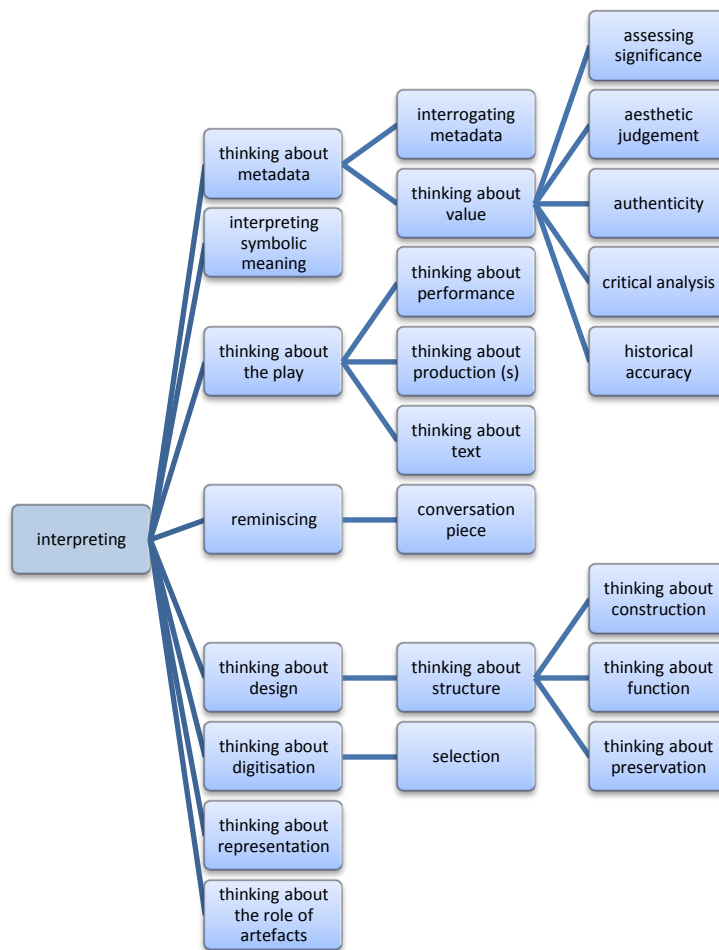 assessing
significance
interrogating
metadata
aesthetic
judgement
thinking about
metadata
thinking about
value
authenticity
interpreting
symbolic
meaning
thinking about
performance
critical analysis
thinking about
the play
thinking about
production (s)
historical
accuracy
thinking about
text
interpreting
reminiscing
conversation
piece
thinking about
construction
thinking about
design
thinking about
structure
thinking about
function
thinking about
digitisation
selection
thinking about
preservation
thinking about
representation
thinking about
the role of
artefacts